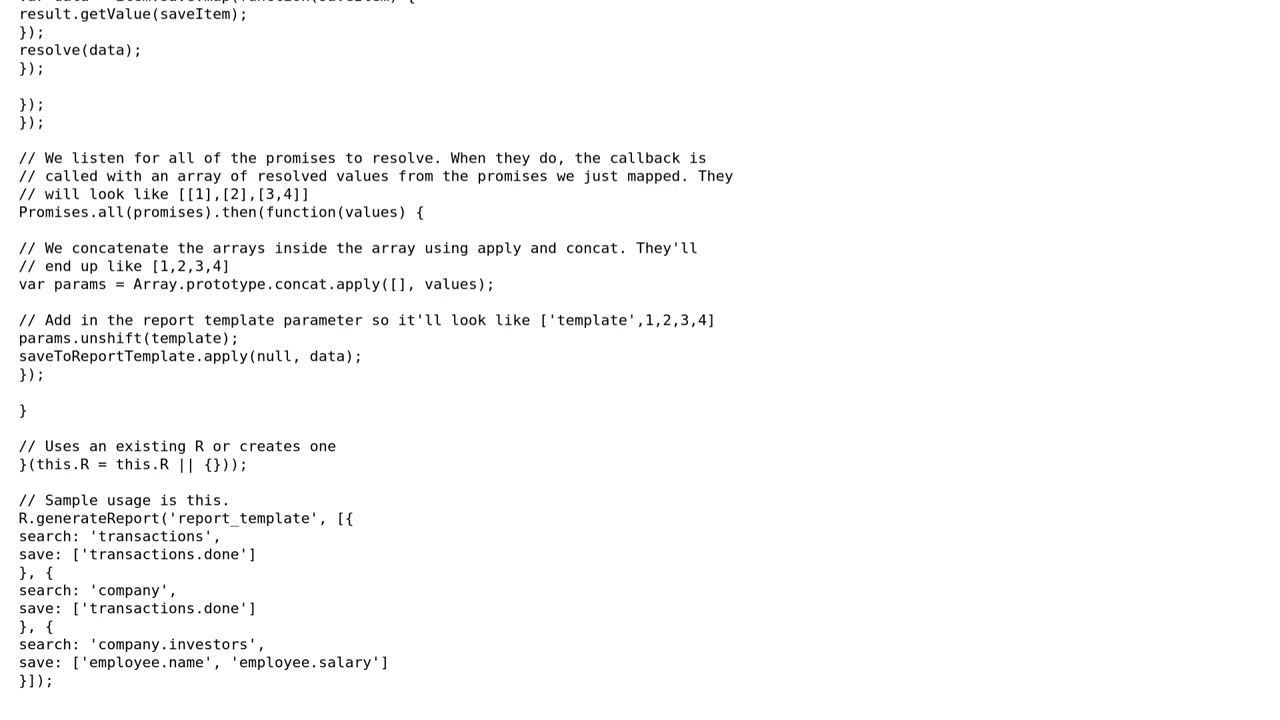 result.getValue(saveItem);
});
resolve(data);
});
});
});
// We listen for all of the promises to resolve. When they do, the callback is
// called with an array of resolved values from the promises we just mapped. They
// will look like [[1],[2],[3,4]]
Promises.all(promises).then(function(values) {
// We concatenate the arrays inside the array using apply and concat. They'll
// end up like [1,2,3,4]
var params = Array.prototype.concat.apply([], values);
// Add in the report template parameter so it'll look like ['template',1,2,3,4]
params.unshift(template);
saveToReportTemplate.apply(null, data);
});
}
// Uses an existing R or creates one
}(this.R = this.R || {}));
// Sample usage is this.
R.generateReport('report_template', [{
search: 'transactions',
save: ['transactions.done']
}, {
search: 'company',
save: ['transactions.done']
}, {
search: 'company.investors',
save: ['employee.name', 'employee.salary']
}]);